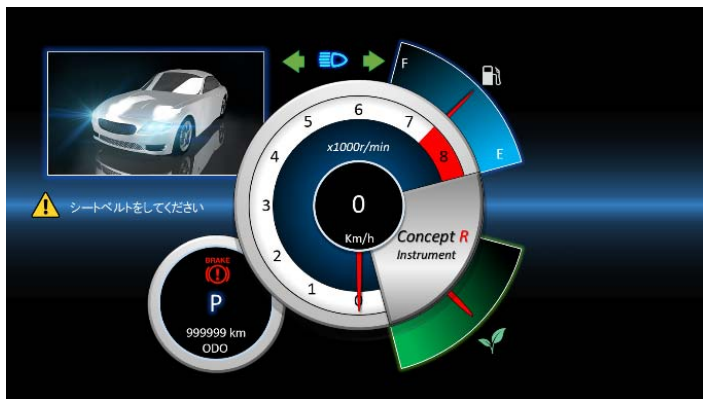 F
E
x1000r/min
0
1
2
3
4
5
6
7
8
0
Km/h
Concept R
Instrument
シートベルトをしてください
BRAKE
P
999999 km
ODO